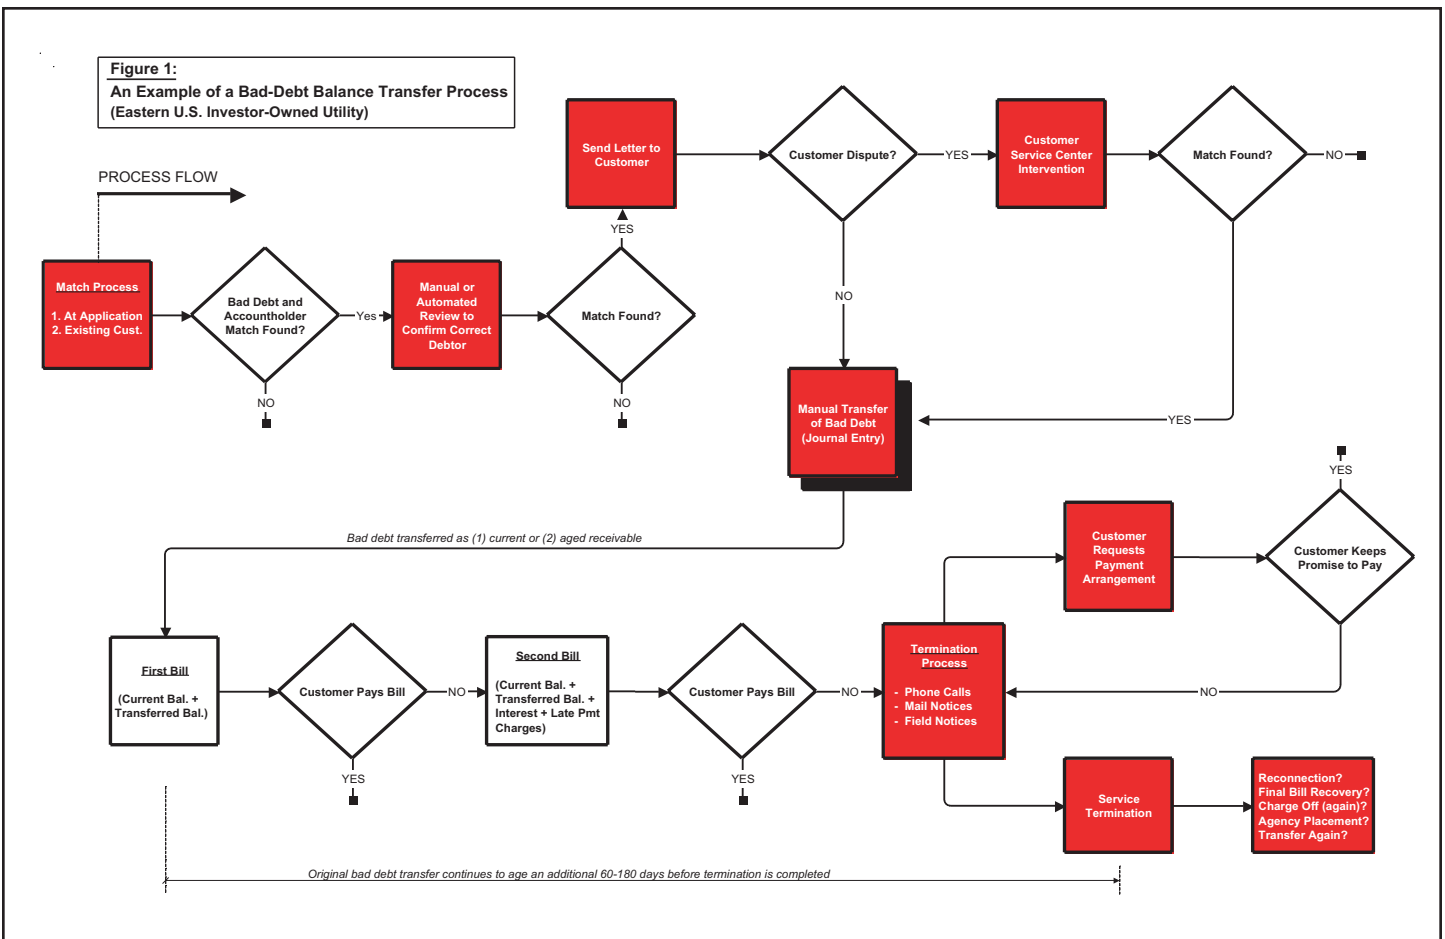 Figure 1:
An Example of a Bad-Debt Balance Transfer Process
(Eastern U.S. Investor-Owned Utility)
PROCESS FLOW
Match Process
1. At Application
2. Existing Cust.
Bad Debt and
Accountholder
Match Found?
Yes
NO
Manual or
Automated
Review to
Confirm Correct
Debtor
Match Found?
YES
NO
Send Letter to
Customer
Customer Dispute?
YES
NO
Customer
Service Center
Intervention
Match Found?
NO
YES
Manual Transfer
of Bad Debt
(Journal Entry)
Bad debt transferred as (1) current or (2) aged receivable
First Bill
(Current Bal. +
Transferred Bal.)
Customer Pays Bill
NO
YES
Second Bill
(Current Bal. +
Transferred Bal. +
Interest + Late Pmt
Charges)
Customer Pays Bill
NO
YES
Termination
Process
- Phone Calls
- Mail Notices
- Field Notices
Customer
Requests
Payment
Arrangement
Customer Keeps
Promise to Pay
YES
NO
Service
Termination
Reconnection?
Final Bill Recovery?
Charge Off (again)?
Agency Placement?
Transfer Again?
Original bad debt transfer continues to age an additional 60-180 days before termination is completed